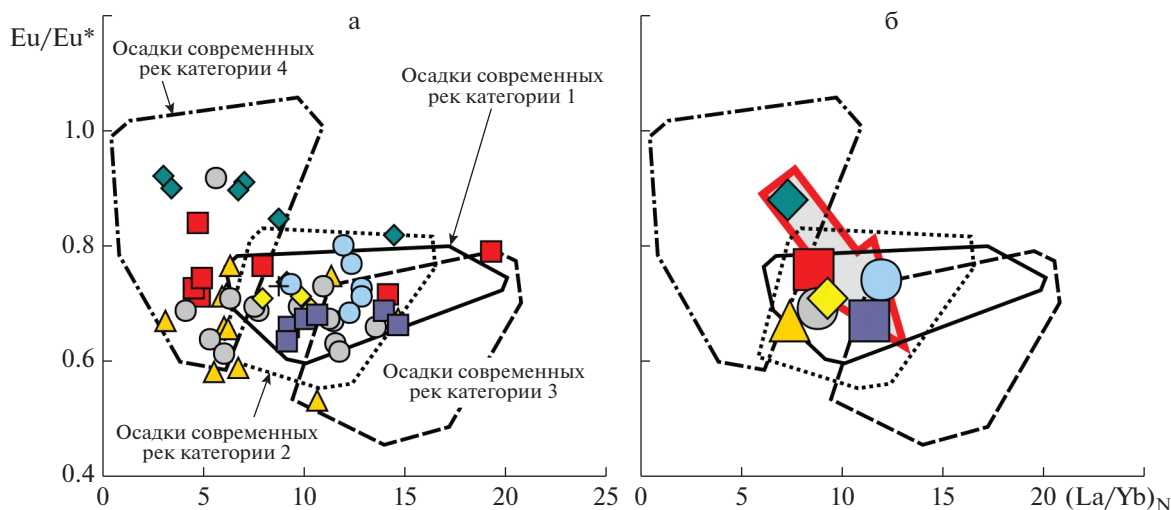 а
б
Eu/Eu*
Осадки современных
рек категории 4
Осадки современных
рек категории 1
1.0
0.8
0.6
0.4
Осадки современных
рек категории 3
Осадки современных
рек категории 2
0
5
10
15
20
25
0
5
10
15
20
(La/Yb)N